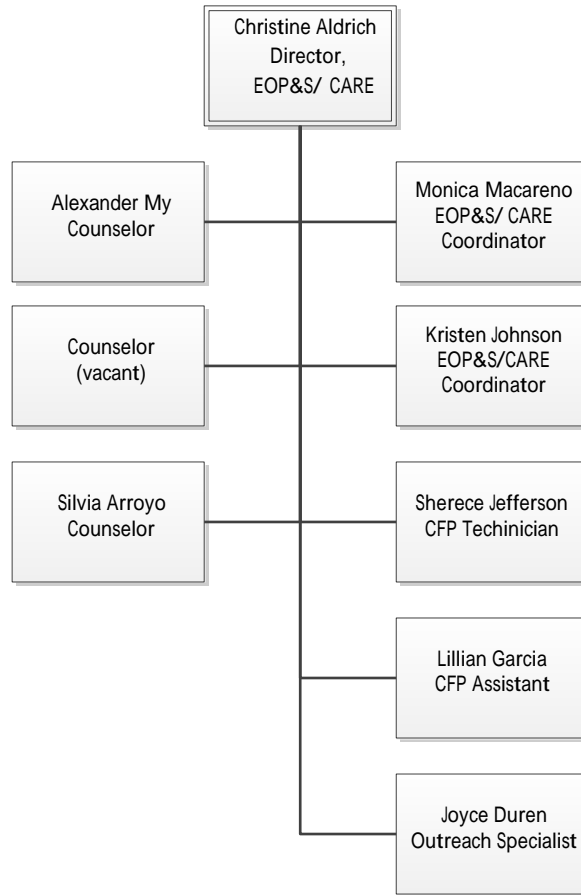 Christine Aldrich
Director,
EOP&S/ CARE
Alexander My
Counselor
Monica Macareno
EOP&S/ CARE
Coordinator
Counselor
(vacant)
Kristen Johnson
EOP&S/CARE
Coordinator
Silvia Arroyo
Counselor
Sherece Jefferson
CFP Techinician
Lillian Garcia
CFP Assistant
Joyce Duren
Outreach Specialist